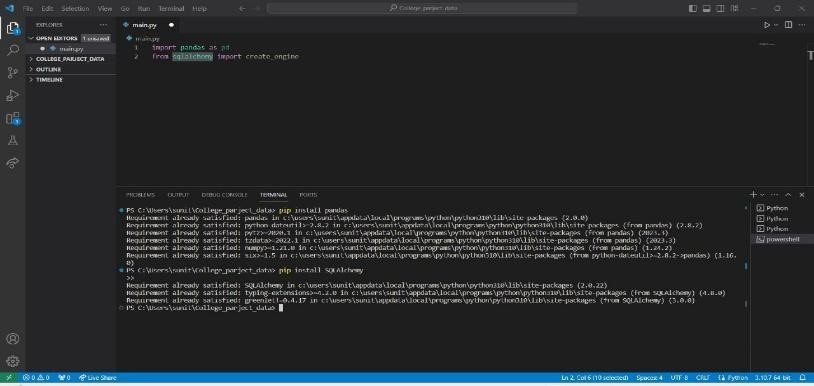 File Edit Selection View Go Run Terminal Help
College_parject_data
EXPLORER
OPEN EDITORS 1 unsaved
main.py
COLLEGE_PARJECT_DATA
OUTLINE
TIMELINE
main.py
main.py
1 import pandas as pd
2 from sqlalchemy import create_engine
PROBLEMS OUTPUT DEBUG CONSOLE TERMINAL PORTS
PS C:\Users\sunit\College_parject_data> pip install pandas
Requirement already satisfied: pandas in c:\users\sunit\appdata\local\programs\python\python310\lib\site-packages (2.0.0)
Requirement already satisfied: python-dateutil>=2.8.2 in c:\users\sunit\appdata\local\programs\python\python310\lib\site-packages (from pandas) (2.8.2)
Requirement already satisfied: pytz>=2020.1 in c:\users\sunit\appdata\local\programs\python\python310\lib\site-packages (from pandas) (2023.3)
Requirement already satisfied: tzdata>=2022.1 in c:\users\sunit\appdata\local\programs\python\python310\lib\site-packages (from pandas) (2023.3)
Requirement already satisfied: numpy>=1.21.0 in c:\users\sunit\appdata\local\programs\python\python310\lib\site-packages (from pandas) (1.24.2)
Requirement already satisfied: six>=1.5 in c:\users\sunit\appdata\local\programs\python\python310\lib\site-packages (from python-dateutil>=2.8.2->pandas) (1.16.
0)
PS C:\Users\sunit\College_parject_data> pip install SQLAlchemy
>>
Requirement already satisfied: SQLAlchemy in c:\users\sunit\appdata\local\programs\python\python310\lib\site-packages (2.0.22)
Requirement already satisfied: typing-extensions>=4.2.0 in c:\users\sunit\appdata\local\programs\python\python310\lib\site-packages (from SQLAlchemy) (4.8.0)
Requirement already satisfied: greenlet!=0.4.17 in c:\users\sunit\appdata\local\programs\python\python310\lib\site-packages (from SQLAlchemy) (3.0.0)
PS C:\Users\sunit\College_parject_data>
Python
Python
Python
powershell
0 0 0 Live Share
Ln 2, Col 6 (10 selected) Spaces: 4 UTF-8 CRLF Python 3.10.7 64-bit